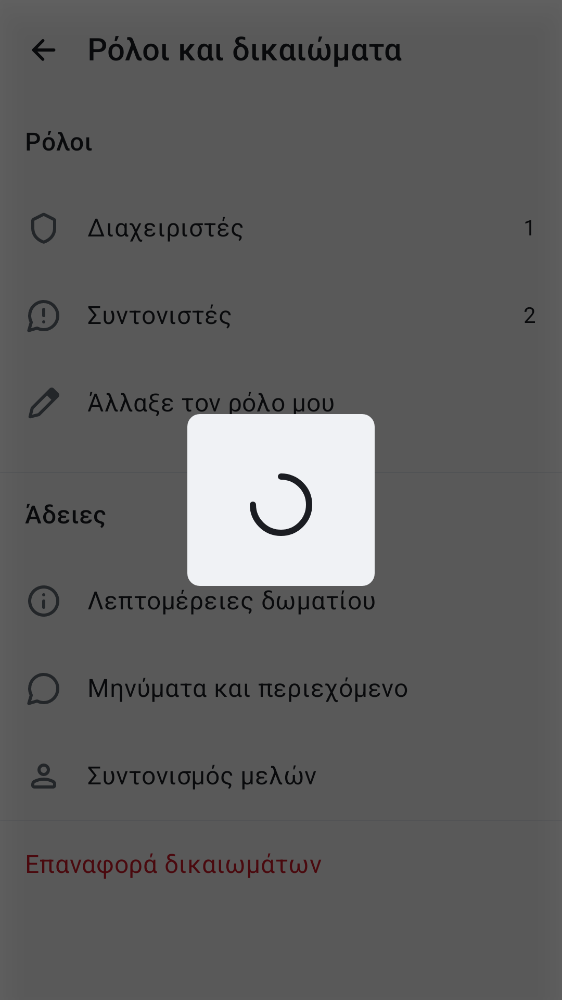 Ρόλοι και δικαιώματα
Ρόλοι
Διαχειριστές 1
Συντονιστές 2
Άλλαξε τον ρόλο μου
Άδειες
Λεπτομέρειες δωματίου
Μηνύματα και περιεχόμενο
Συντονισμός μελών
Επαναφορά δικαιωμάτων